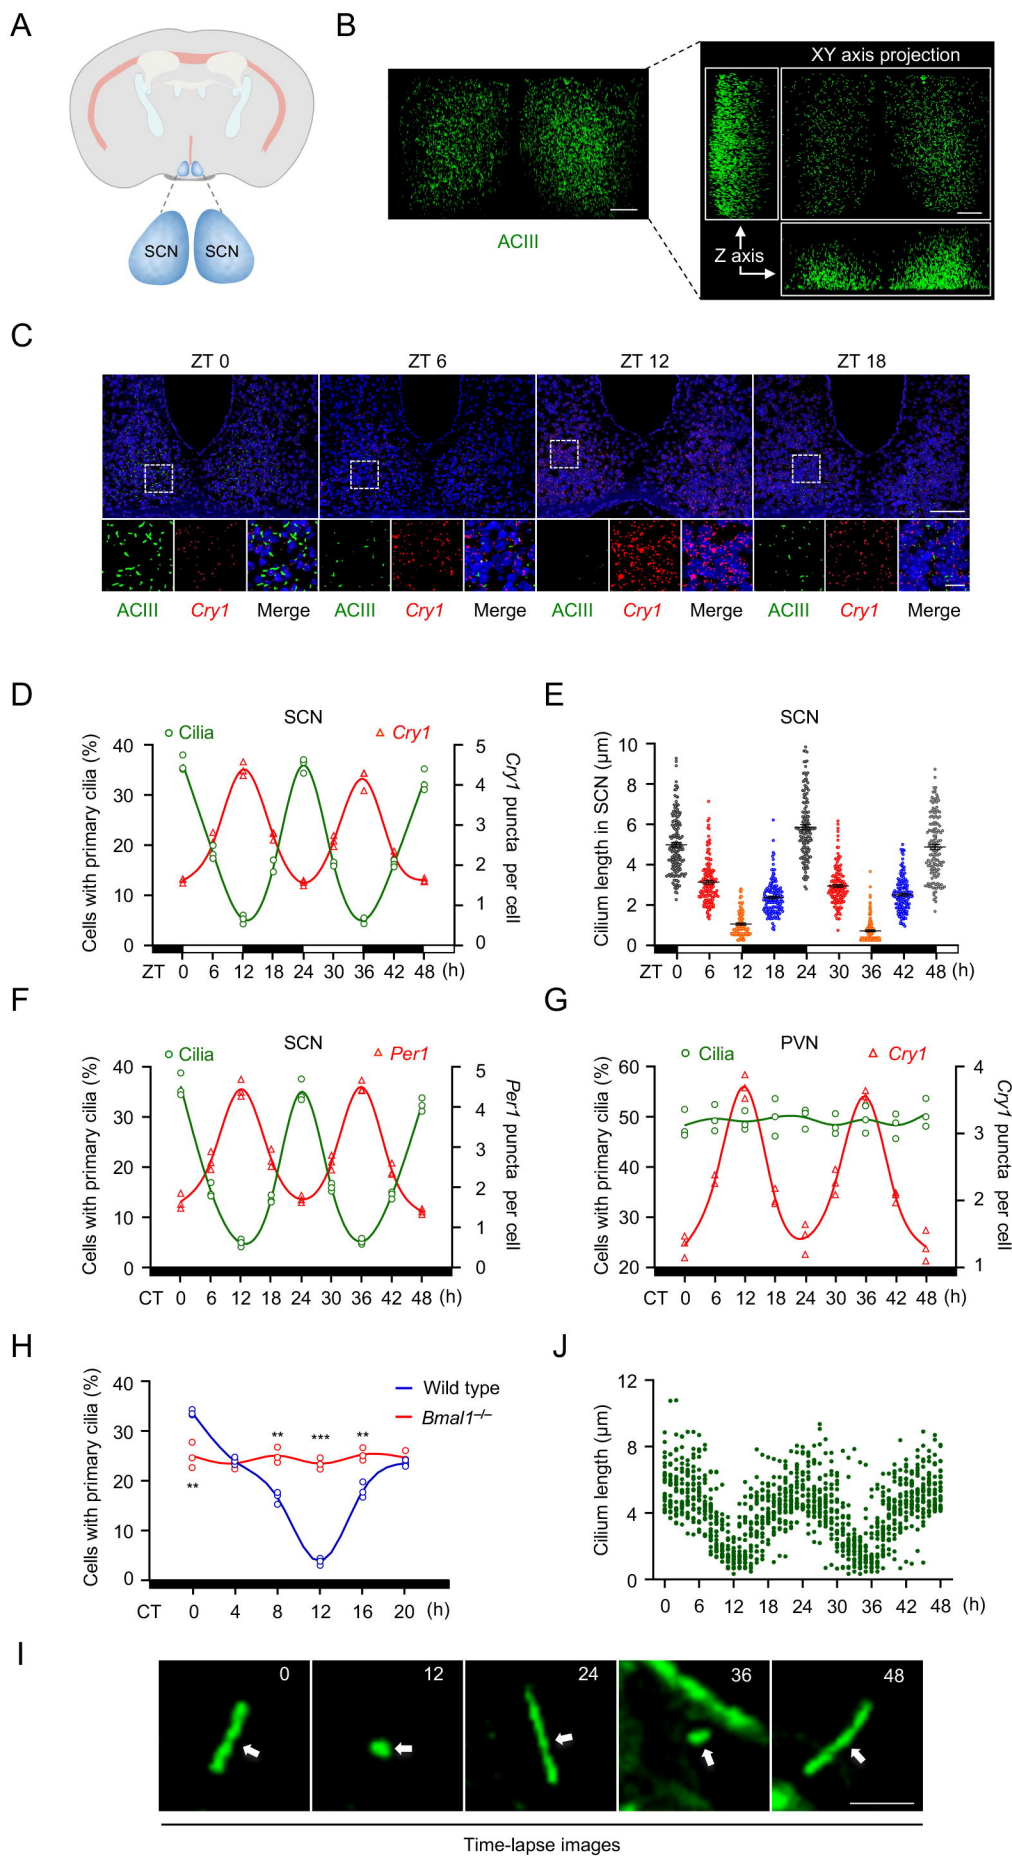 A
SCN SCN
B
ACIII
XY axis projection
Z axis
C
ZT 0 ZT 6 ZT 12 ZT 18
ACIII Cry1 Merge ACIII Cry1 Merge ACIII Cry1 Merge ACIII Cry1 Merge
D
SCN
Cilia Cry1
Cells with primary cilia (%)
40
30
20
10
0
5
4
3
2
1
0
Cry1 puncta per cell
ZT 0 6 12 18 24 30 36 42 48 (h)
E
SCN
Cilium length in SCN (μm)
10
8
6
4
2
0
ZT 0 6 12 18 24 30 36 42 48 (h)
F
SCN
Cilia Per1
Cells with primary cilia (%)
40
30
20
10
0
5
4
3
2
1
0
Per1 puncta per cell
CT 0 6 12 18 24 30 36 42 48 (h)
G
PVN
Cilia Cry1
Cells with primary cilia (%)
60
50
40
30
20
4
3
2
1
Cry1 puncta per cell
CT 0 6 12 18 24 30 36 42 48 (h)
H
Wild type
Bmal1–/–
Cells with primary cilia (%)
40
30
20
10
0
** ** *** **
CT 0 4 8 12 16 20 (h)
J
Cilium length (μm)
12
8
4
0
0 6 12 18 24 30 36 42 48 (h)
I
0 12 24 36 48
Time-lapse images